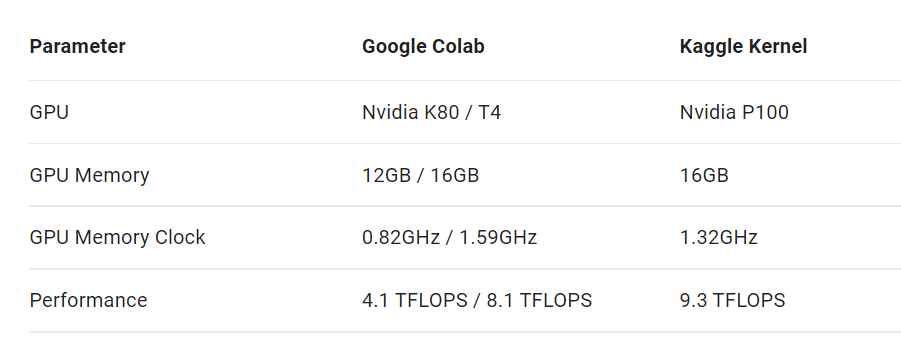 Parameter Google Colab Kaggle Kernel
GPU Nvidia K80 / T4 Nvidia P100
GPU Memory 12GB / 16GB 16GB
GPU Memory Clock 0.82GHz / 1.59GHz 1.32GHz
Performance 4.1 TFLOPS / 8.1 TFLOPS 9.3 TFLOPS